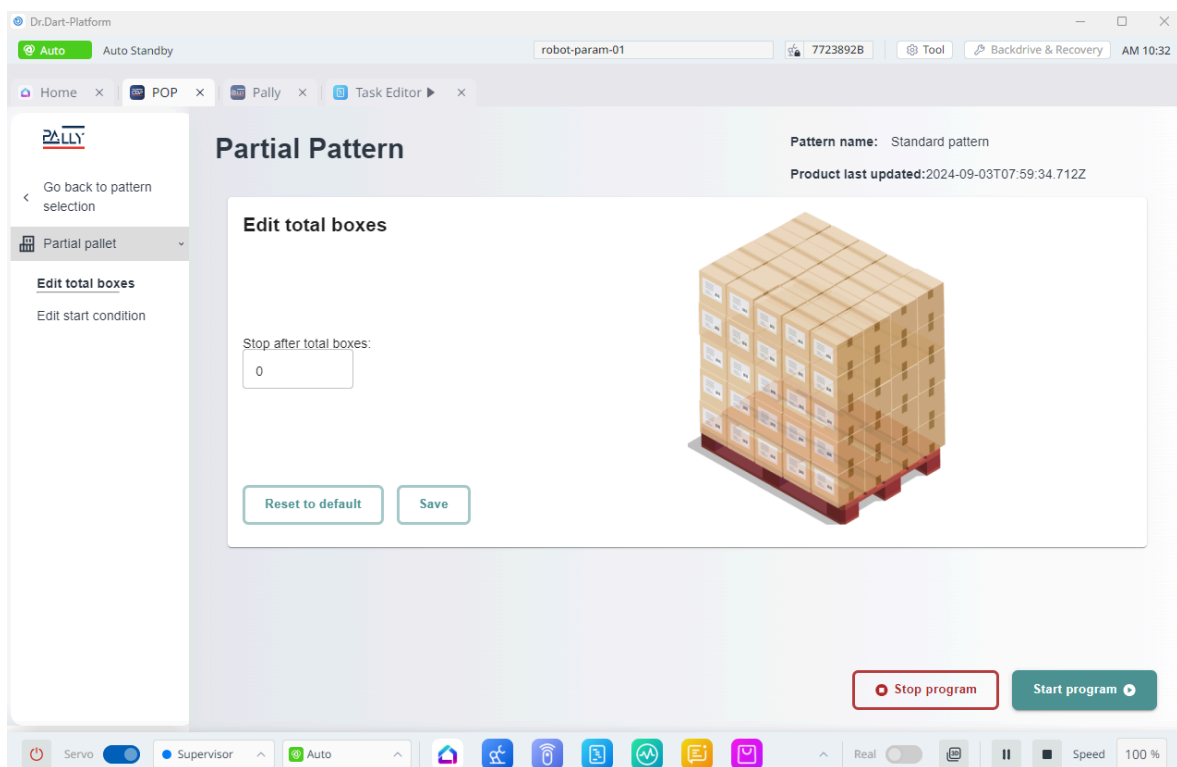 Dr.Dart-Platform
Auto
Auto Standby
robot-param-01
7723892B
Tool
Backdrive & Recovery
AM 10:32
Home
POP
Pally
Task Editor
PALLY
Go back to pattern
selection
Partial pallet
Edit total boxes
Edit start condition
Partial Pattern
Pattern name: Standard pattern
Product last updated:2024-09-03T07:59:34.712Z
Edit total boxes
Stop after total boxes:
0
Reset to default
Save
Stop program
Start program
Servo
Supervisor
Auto
Real
3D
Speed
100 %